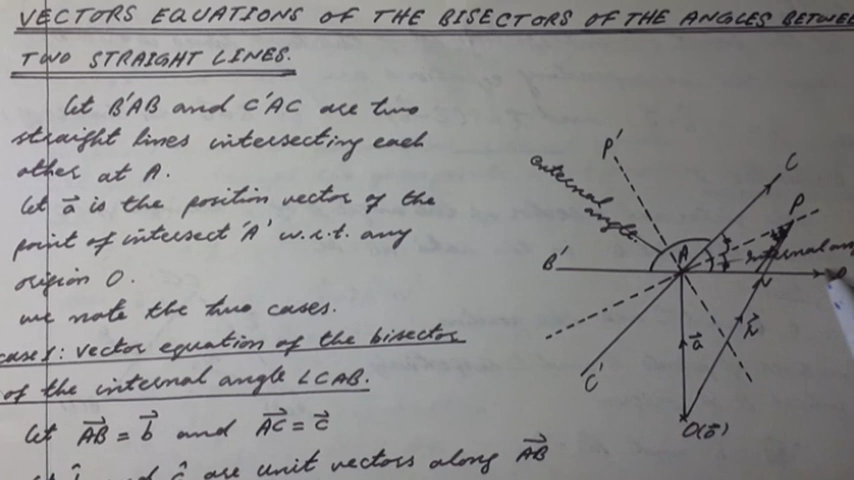 VECTORS EQUATIONS OF THE BISECTORS OF THE ANGLES BETWEE
TWO STRAIGHT LINES.
Let B'AB and C'AC are two
straight lines intersecting each
other at A.
Let a⃗ is the position vector of the
point of intersect 'A' w.r.t. any
origin O.
we note the two cases.
case 1: Vector equation of the bisector
of the internal angle ∠CAB.
Let A⃗B⃗ = b⃗ and A⃗C⃗ = c⃗
and ĉ are unit vectors along A⃗B⃗
P'
external
angle.
C
P
A
internal an
B'
N
a⃗
r⃗
C'
O(o⃗)